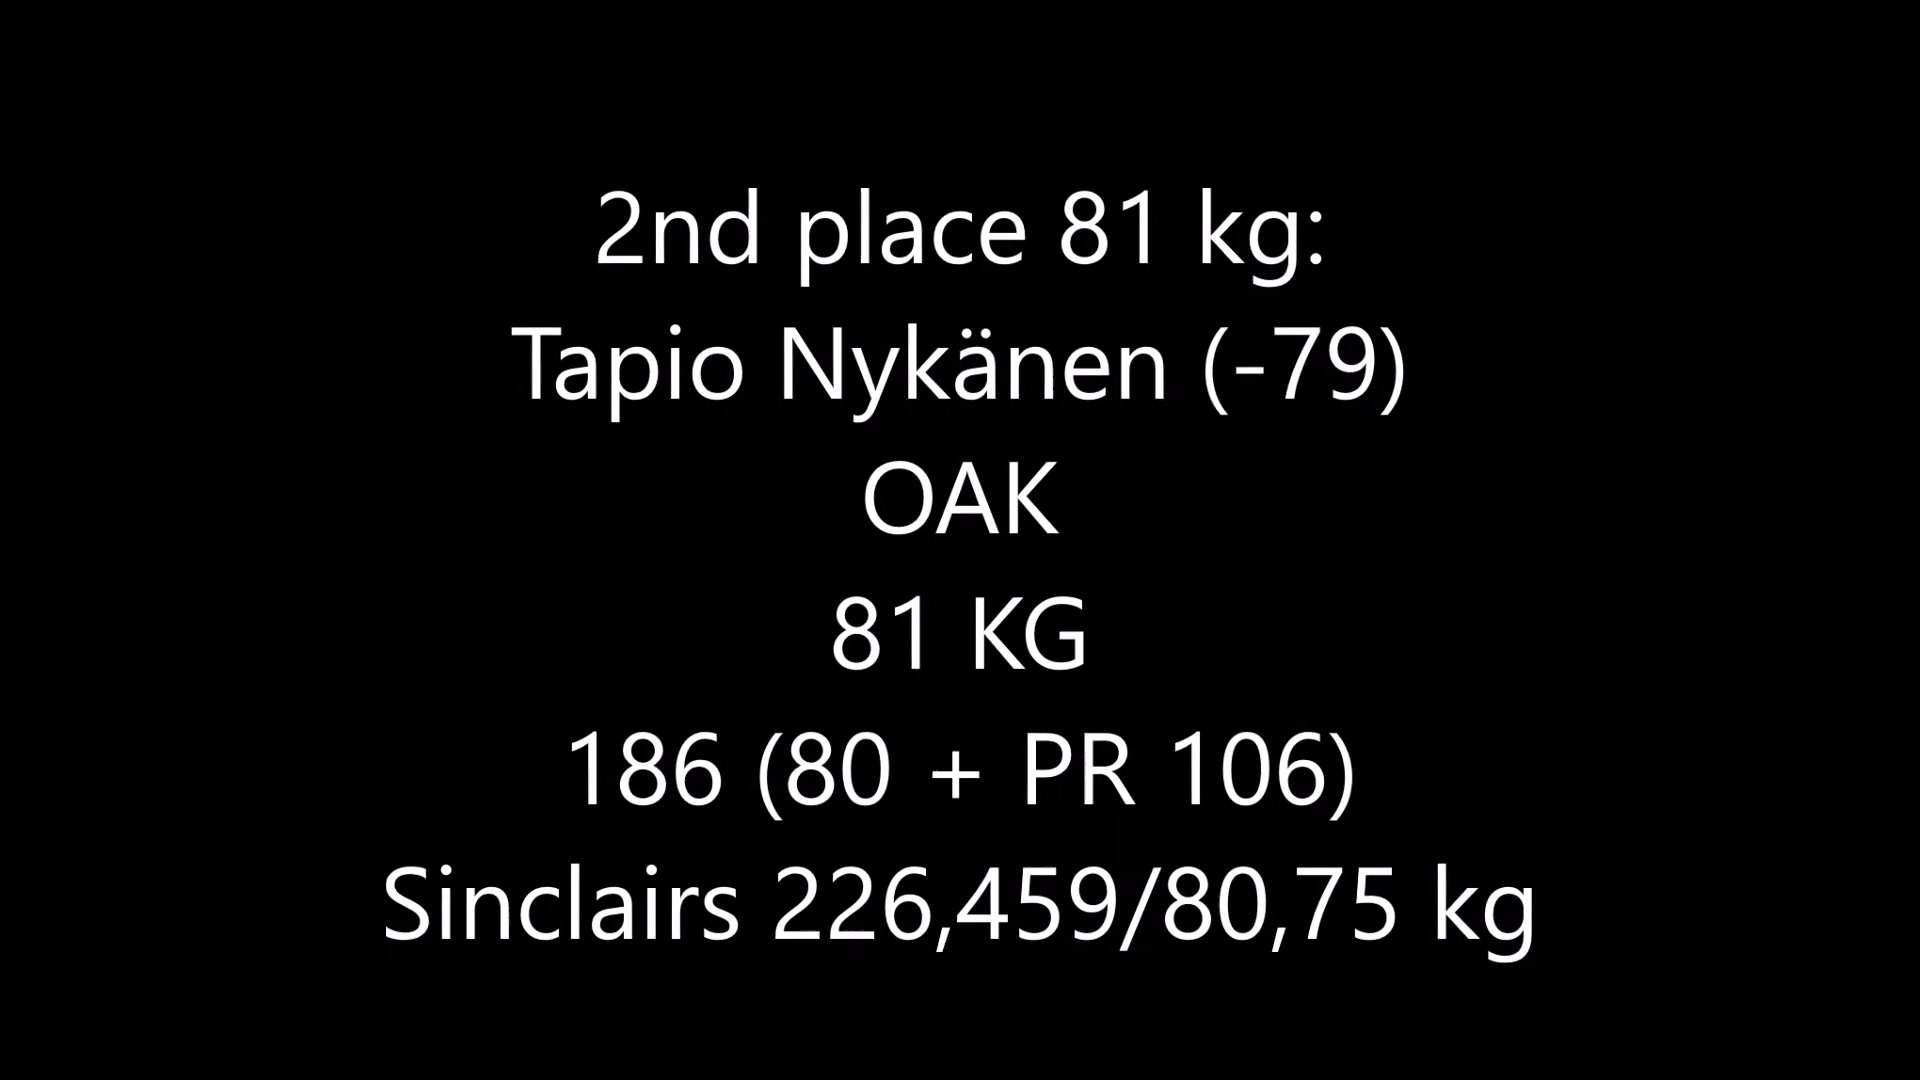 2nd place 81 kg:
Tapio Nykänen (-79)
OAK
81 KG
186 (80 + PR 106)
Sinclairs 226,459/80,75 kg